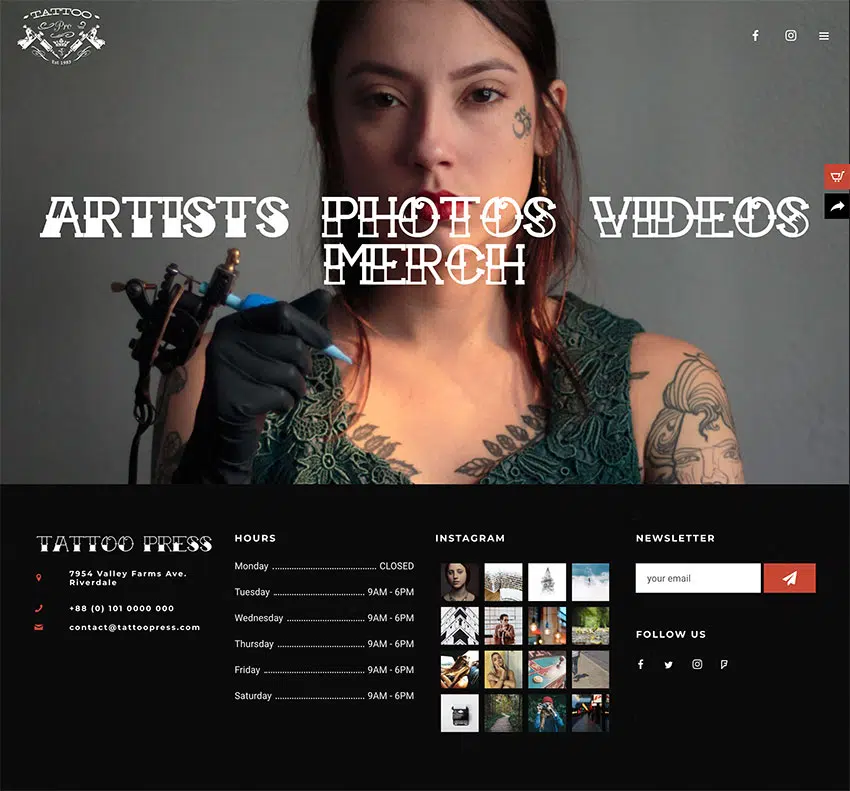 TATTOO
Pro
Est 1985
ARTISTS PHOTOS VIDEOS
MERCH
TATTOO PRESS
7954 Valley Farms Ave.
Riverdale
+88 (0) 101 0000 000
contact@tattoopress.com
HOURS
Monday CLOSED
Tuesday 9AM - 6PM
Wednesday 9AM - 6PM
Thursday 9AM - 6PM
Friday 9AM - 6PM
Saturday 9AM - 6PM
INSTAGRAM
NEWSLETTER
your email
FOLLOW US